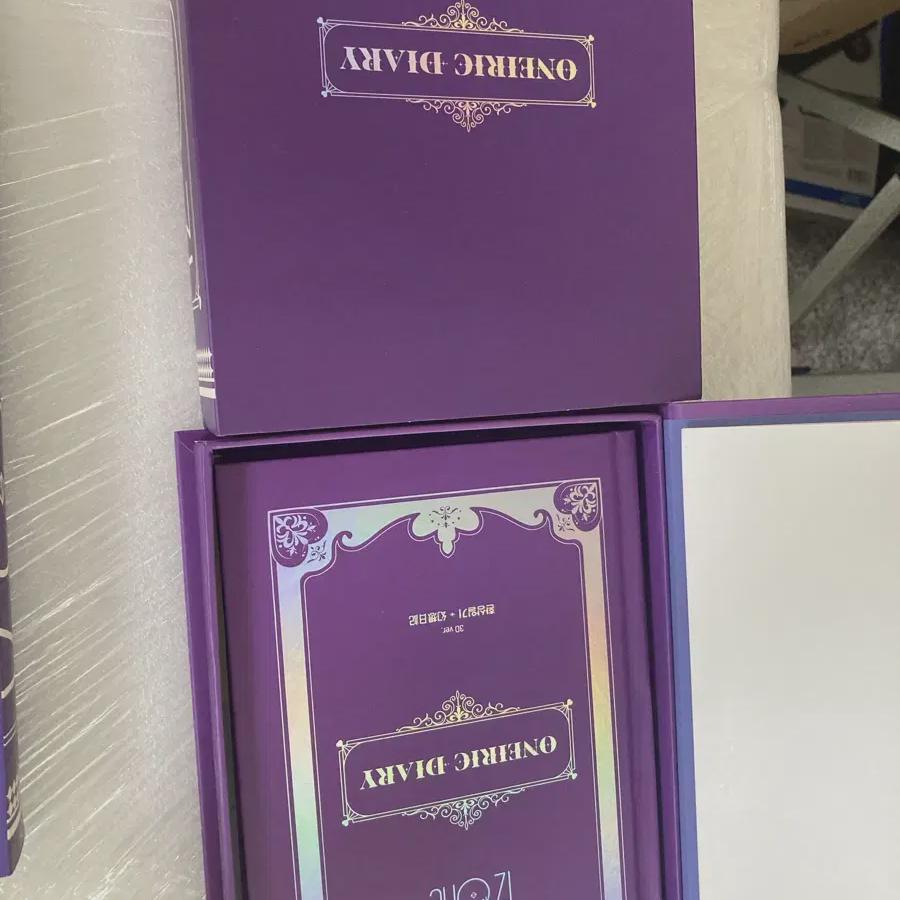 IZ*ONE
ONEIRIC DIARY
3D ver.
환상일기 + 幻想日記
ONEIRIC DIARY